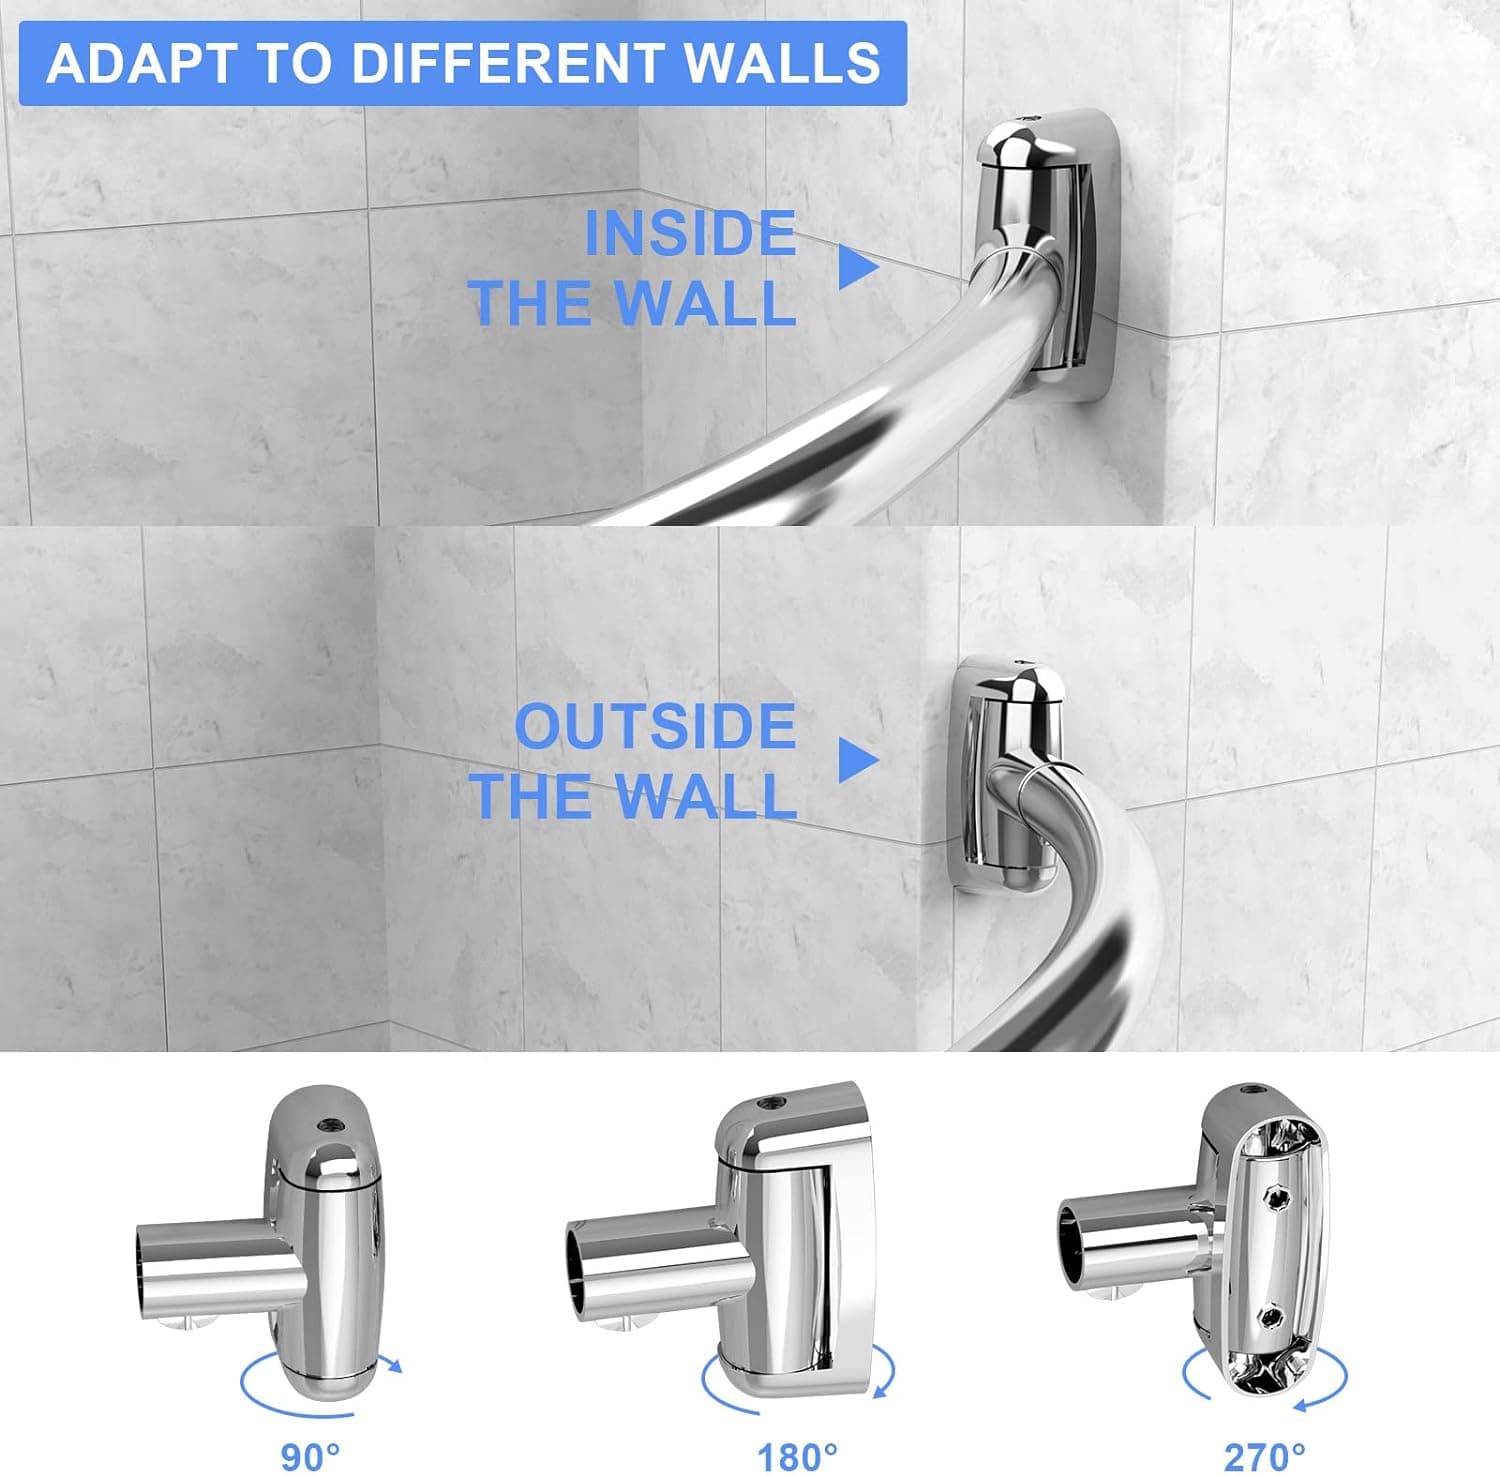 ADAPT TO DIFFERENT WALLS
INSIDE
THE WALL
OUTSIDE
THE WALL
90°
180°
270°